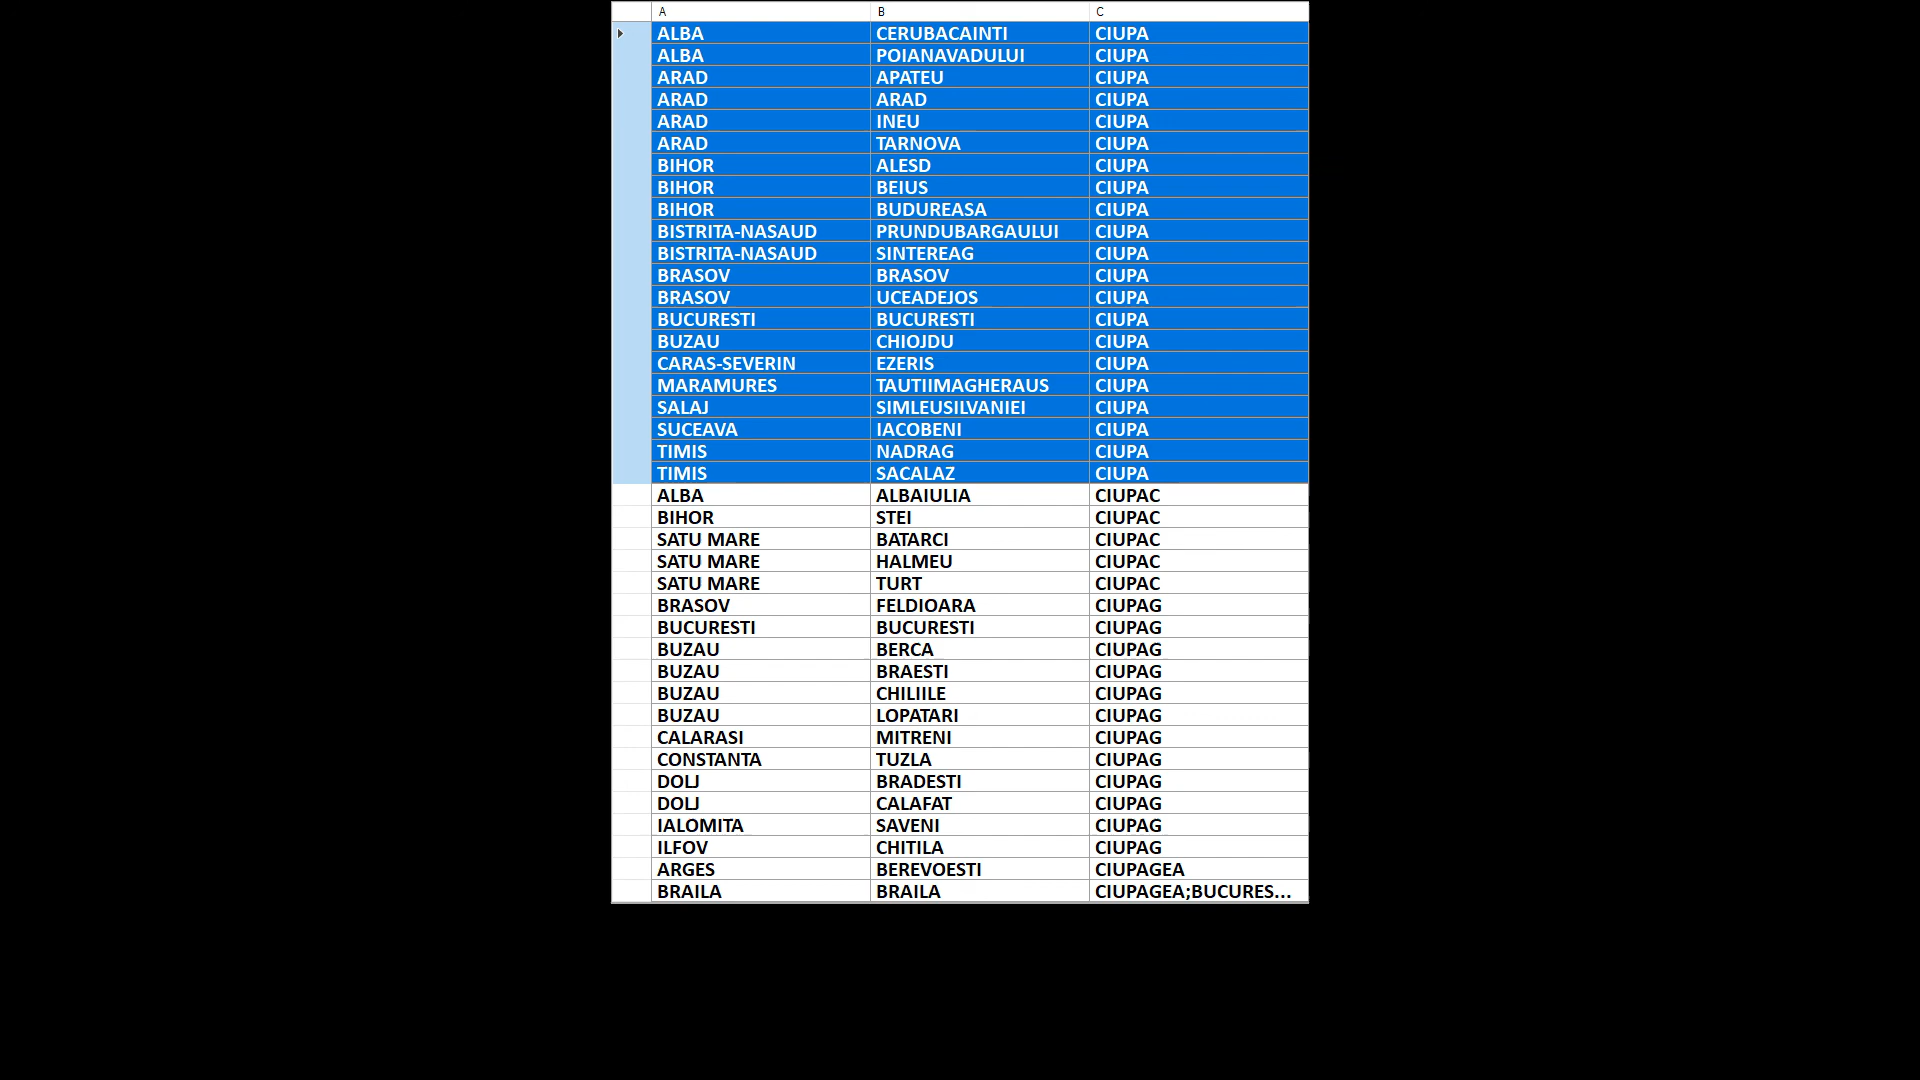 A B C
ALBA CERUBACAINTI CIUPA
ALBA POIANAVADULUI CIUPA
ARAD APATEU CIUPA
ARAD ARAD CIUPA
ARAD INEU CIUPA
ARAD TARNOVA CIUPA
BIHOR ALESD CIUPA
BIHOR BEIUS CIUPA
BIHOR BUDUREASA CIUPA
BISTRITA-NASAUD PRUNDUBARGAULUI CIUPA
BISTRITA-NASAUD SINTEREAG CIUPA
BRASOV BRASOV CIUPA
BRASOV UCEADEJOS CIUPA
BUCURESTI BUCURESTI CIUPA
BUZAU CHIOJDU CIUPA
CARAS-SEVERIN EZERIS CIUPA
MARAMURES TAUTIIMAGHERAUS CIUPA
SALAJ SIMLEUSILVANIEI CIUPA
SUCEAVA IACOBENI CIUPA
TIMIS NADRAG CIUPA
TIMIS SACALAZ CIUPA
ALBA ALBAIULIA CIUPAC
BIHOR STEI CIUPAC
SATU MARE BATARCI CIUPAC
SATU MARE HALMEU CIUPAC
SATU MARE TURT CIUPAC
BRASOV FELDIOARA CIUPAG
BUCURESTI BUCURESTI CIUPAG
BUZAU BERCA CIUPAG
BUZAU BRAESTI CIUPAG
BUZAU CHILIILE CIUPAG
BUZAU LOPATARI CIUPAG
CALARASI MITRENI CIUPAG
CONSTANTA TUZLA CIUPAG
DOLJ BRADESTI CIUPAG
DOLJ CALAFAT CIUPAG
IALOMITA SAVENI CIUPAG
ILFOV CHITILA CIUPAG
ARGES BEREVOESTI CIUPAGEA
BRAILA BRAILA CIUPAGEA;BUCURES...